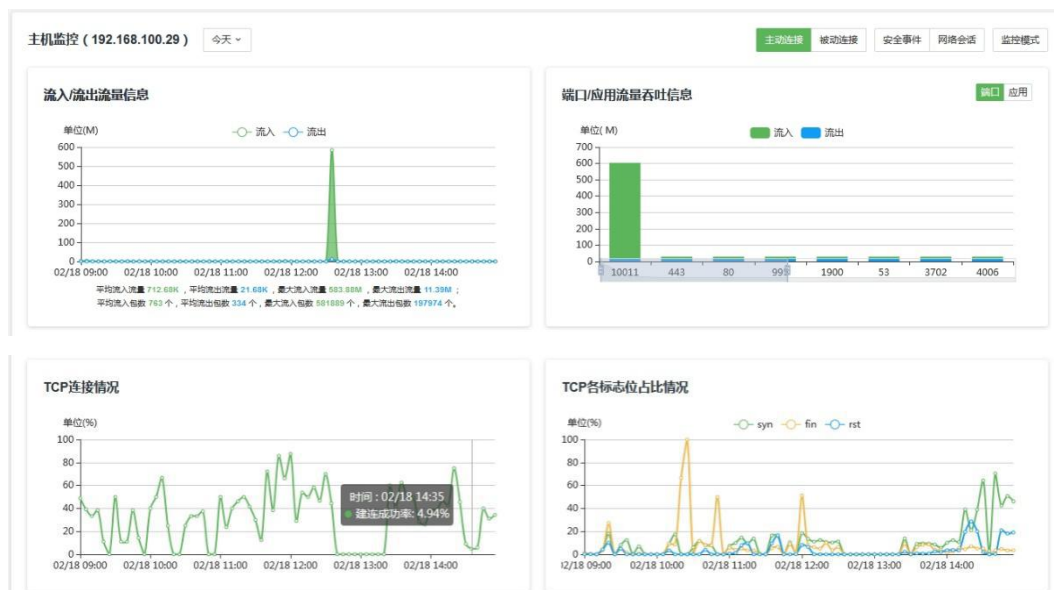 主机监控 ( 192.168.100.29 ) 今天 主动连接 被动连接 安全事件 网络会话 监控模式
流入/流出流量信息
单位(M) 流入 流出
600
500
400
300
200
100
0
02/18 09:00 02/18 10:00 02/18 11:00 02/18 12:00 02/18 13:00 02/18 14:00
平均流入流量 712.68K ，平均流出流量 21.68K ，最大流入流量 583.88M ，最大流出流量 11.39M ；
平均流入包数 763 个，平均流出包数 334 个，最大流入包数 581889 个，最大流出包数 197974 个。
端口/应用流量吞吐信息 端口 应用
单位( M) 流入 流出
700
600
500
400
300
200
100
0
10011 443 80 993 1900 53 3702 4006
TCP连接情况
单位(%)
100
80
60
40
20
0
时间 : 02/18 14:35
建连成功率: 4.94%
02/18 09:00 02/18 10:00 02/18 11:00 02/18 12:00 02/18 13:00 02/18 14:00
TCP各标志位占比情况
单位(%) syn fin rst
100
80
60
40
20
0
02/18 09:00 02/18 10:00 02/18 11:00 02/18 12:00 02/18 13:00 02/18 14:00